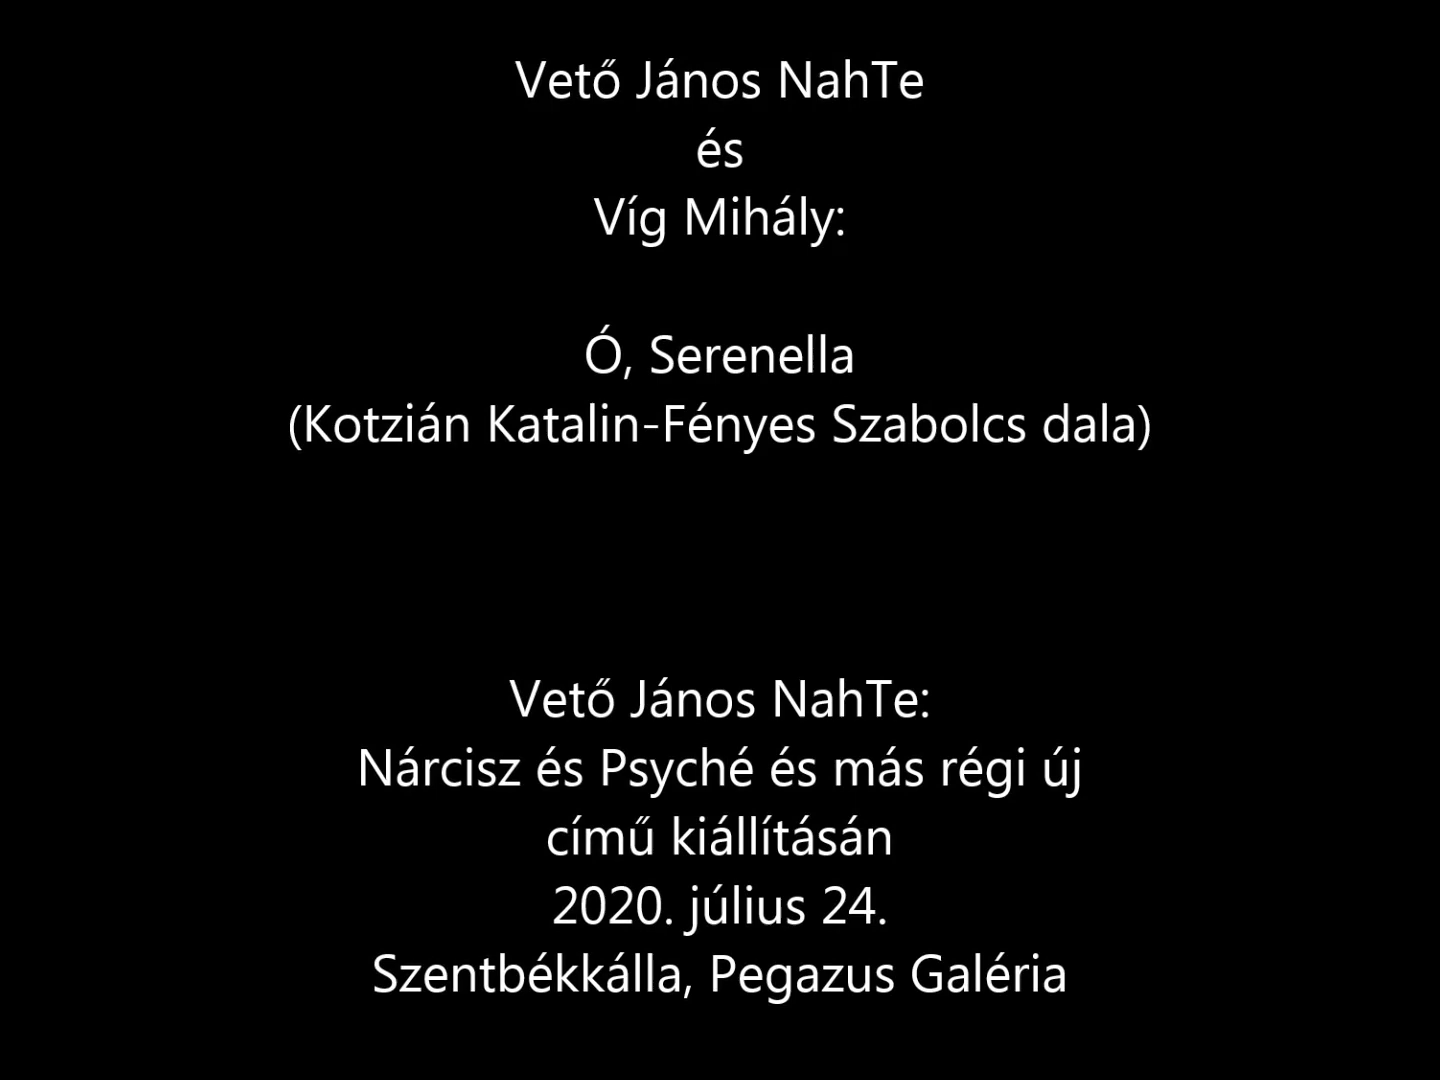 Vető János NahTe
és
Víg Mihály:
Ó, Serenella
(Kotzián Katalin-Fényes Szabolcs dala)
Vető János NahTe:
Nárcisz és Psyché és más régi új
című kiállításán
2020. július 24.
Szentbékkálla, Pegazus Galéria